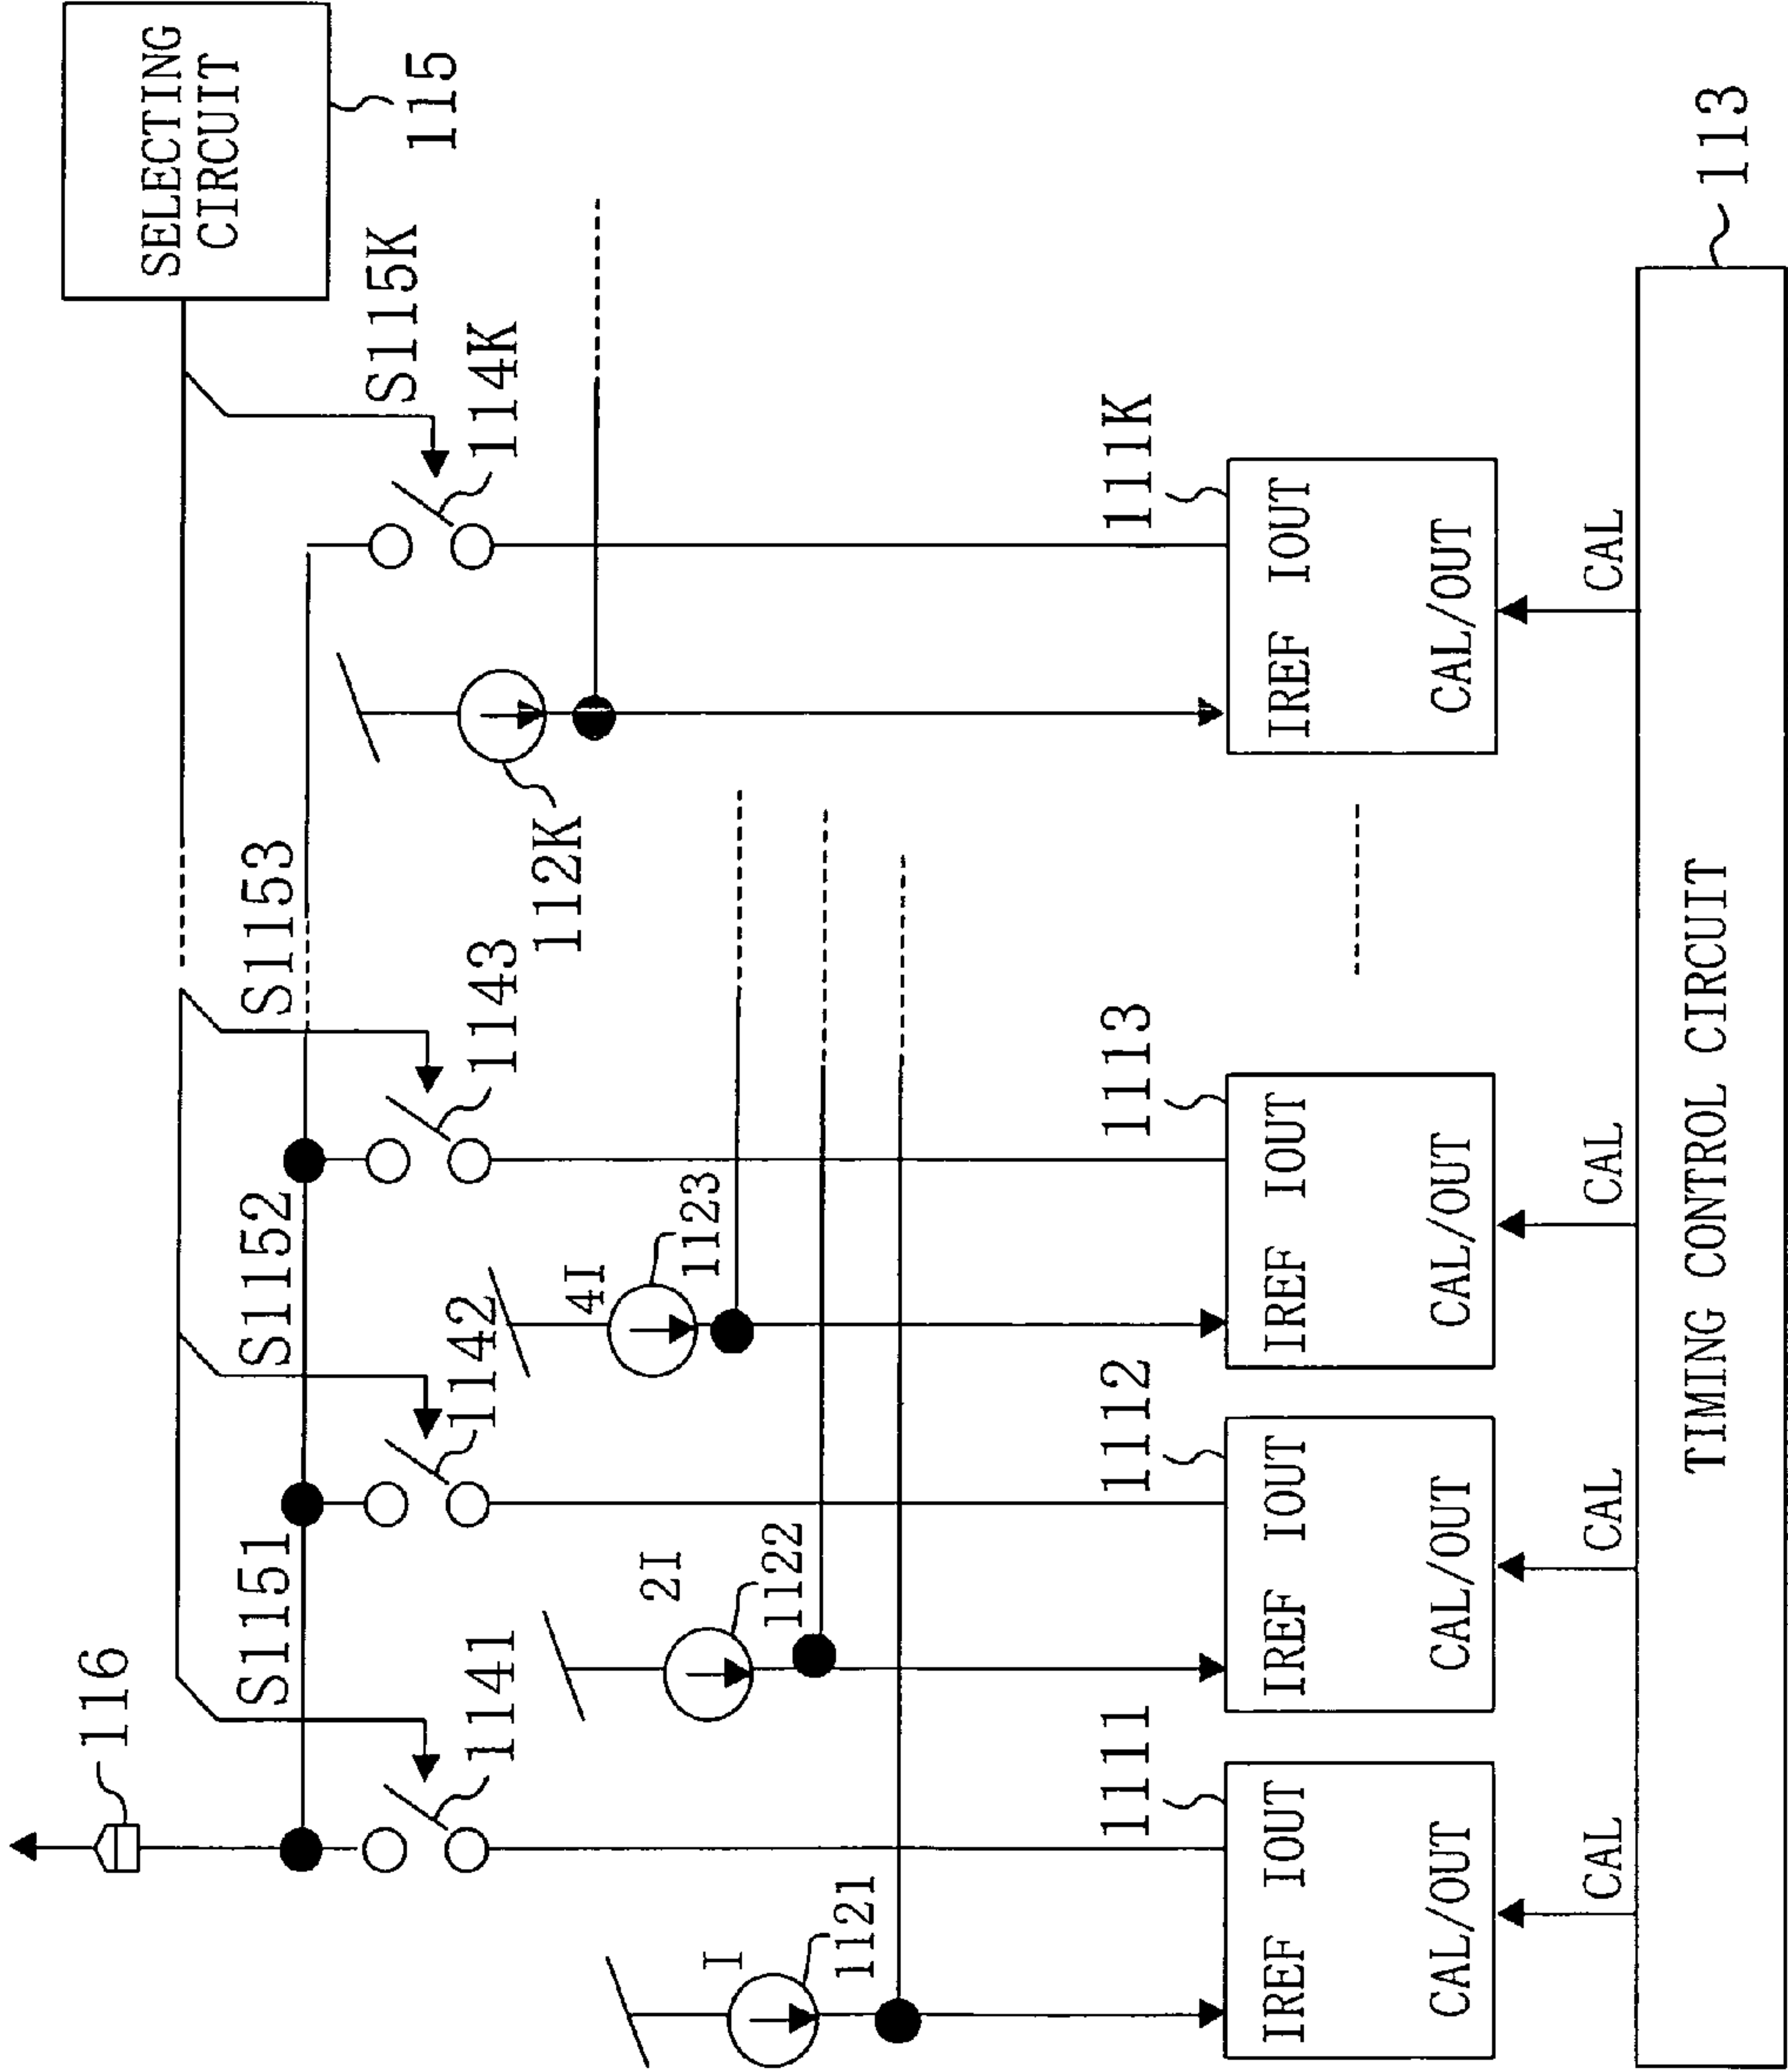 SELECTING
CIRCUIT
115
116
S1151
S1152
S1153
S115K
1141
1142
1143
114K
I
1121
2I
1122
4I
1123
112K
1111
1112
1113
111K
IREF IOUT
CAL/OUT
IREF IOUT
CAL/OUT
IREF IOUT
CAL/OUT
IREF IOUT
CAL/OUT
CAL
CAL
CAL
CAL
TIMING CONTROL CIRCUIT
113